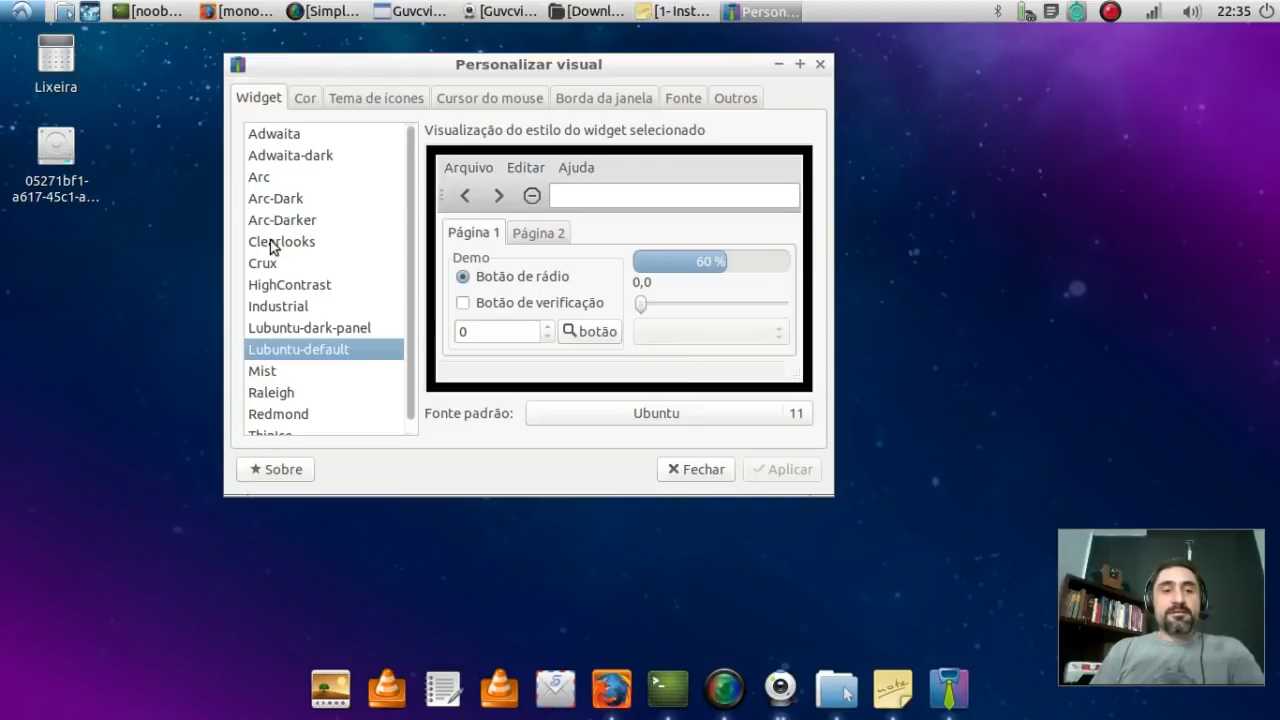 [noob...
[mono...
[Simpl...
Guvcvi...
[Guvcvi...
[Downl...
[1- Inst...
Person...
22:35
Lixeira
05271bf1-
a617-45c1-a...
Personalizar visual
Widget
Cor
Tema de ícones
Cursor do mouse
Borda da janela
Fonte
Outros
Adwaita
Adwaita-dark
Arc
Arc-Dark
Arc-Darker
Clearlooks
Crux
HighContrast
Industrial
Lubuntu-dark-panel
Lubuntu-default
Mist
Raleigh
Redmond
ThinIce
Visualização do estilo do widget selecionado
Arquivo Editar Ajuda
Página 1 Página 2
Demo
Botão de rádio
Botão de verificação
0
botão
60 %
0,0
Fonte padrão: Ubuntu 11
Sobre
Fechar
Aplicar
note